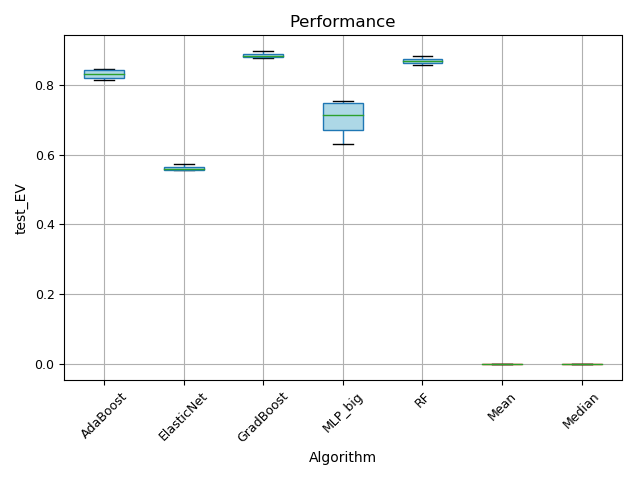 Performance
test_EV
0.8
0.6
0.4
0.2
0.0
AdaBoost
ElasticNet
GradBoost
MLP_big
RF
Mean
Median
Algorithm